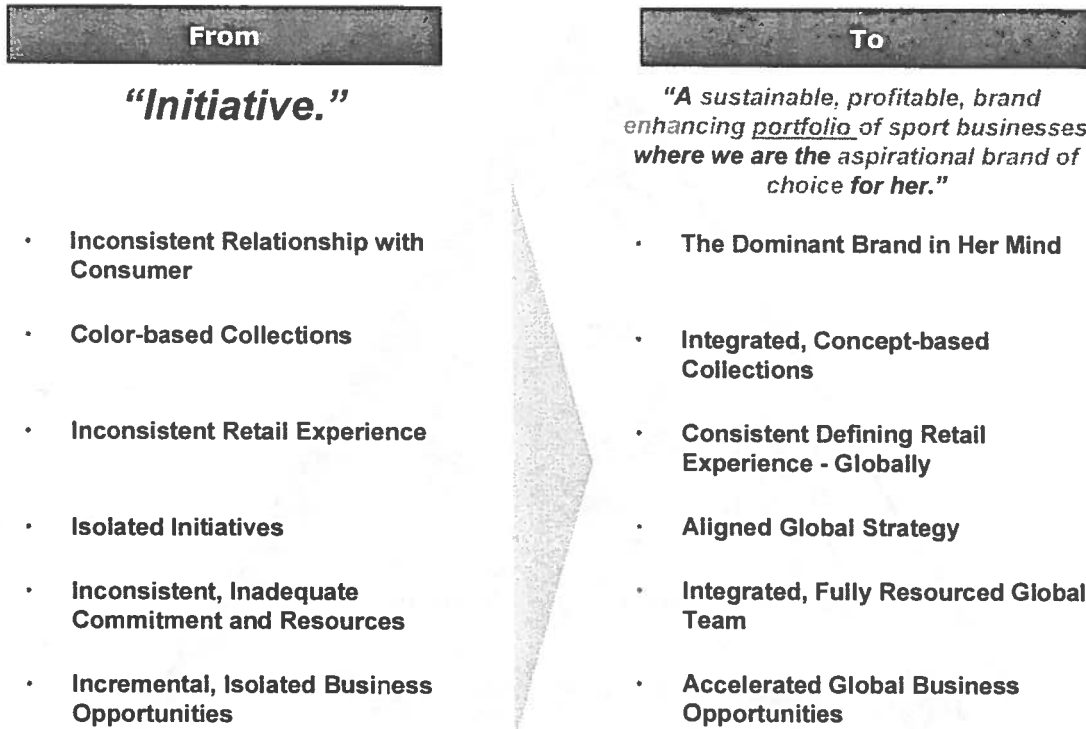 From
"Initiative."
· Inconsistent Relationship with
Consumer
· Color-based Collections
· Inconsistent Retail Experience
· Isolated Initiatives
· Inconsistent, Inadequate
Commitment and Resources
· Incremental, Isolated Business
Opportunities
To
"A sustainable, profitable, brand
enhancing portfolio of sport businesses
where we are the aspirational brand of
choice for her."
· The Dominant Brand in Her Mind
· Integrated, Concept-based
Collections
· Consistent Defining Retail
Experience - Globally
· Aligned Global Strategy
· Integrated, Fully Resourced Global
Team
· Accelerated Global Business
Opportunities